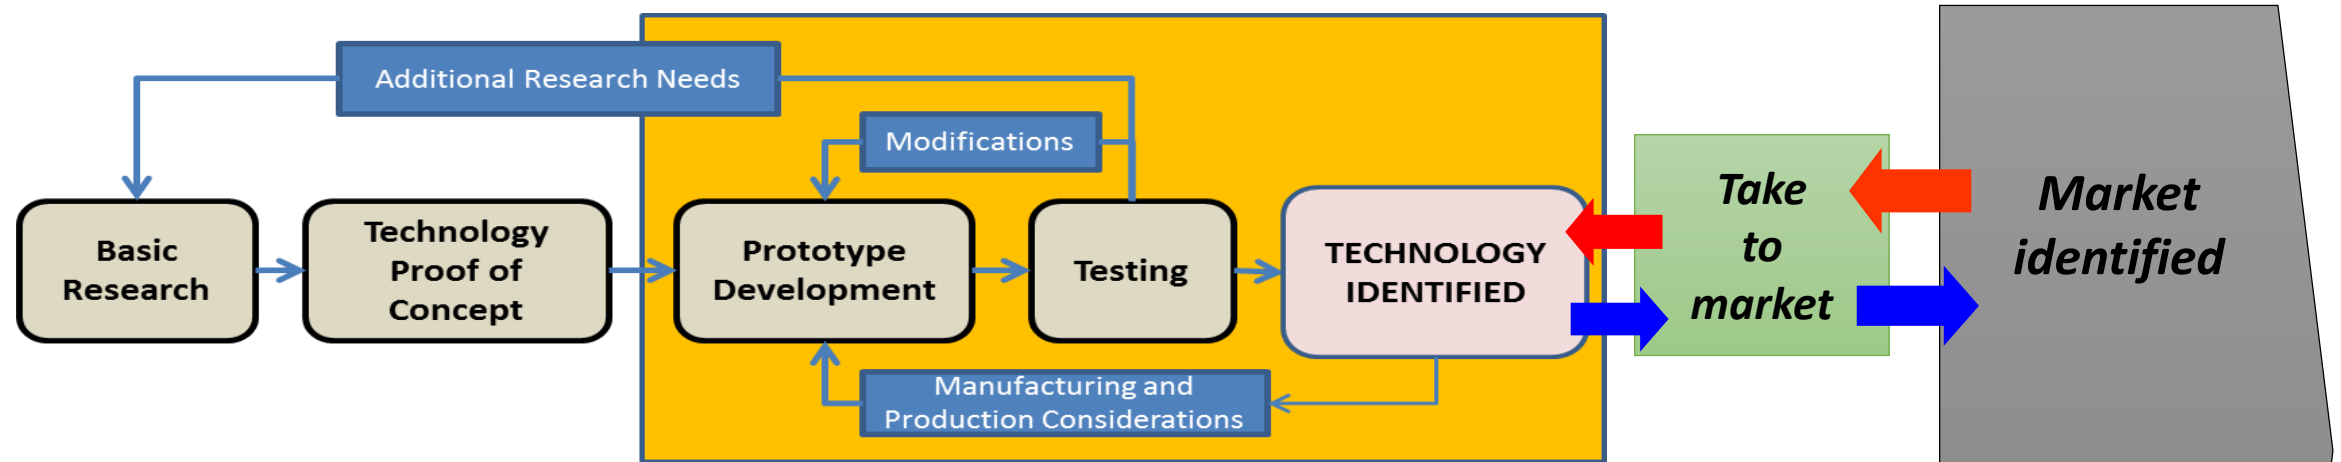 Additional Research Needs
Modifications
Basic
Research
Technology
Proof of
Concept
Prototype
Development
Testing
TECHNOLOGY
IDENTIFIED
Manufacturing and
Production Considerations
Take
to
market
Market
identified